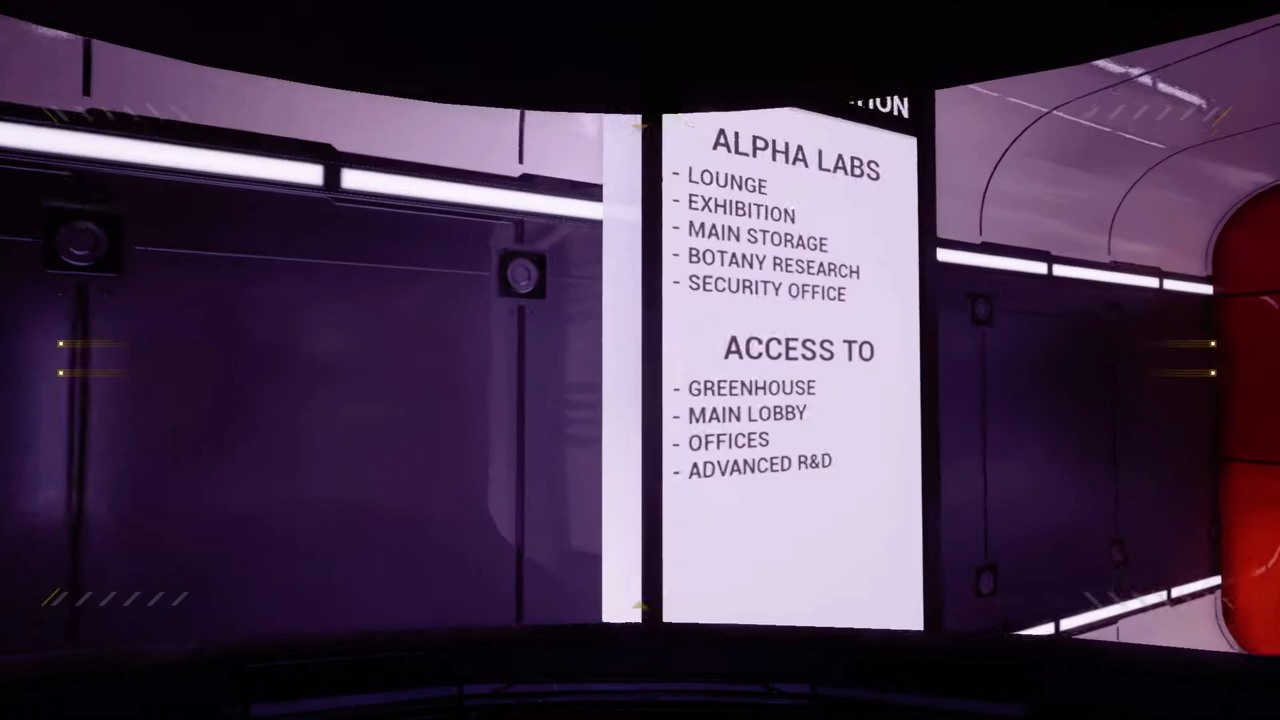 ALPHA LABS
- LOUNGE
- EXHIBITION
- MAIN STORAGE
- BOTANY RESEARCH
- SECURITY OFFICE
ACCESS TO
- GREENHOUSE
- MAIN LOBBY
- OFFICES
- ADVANCED R&D